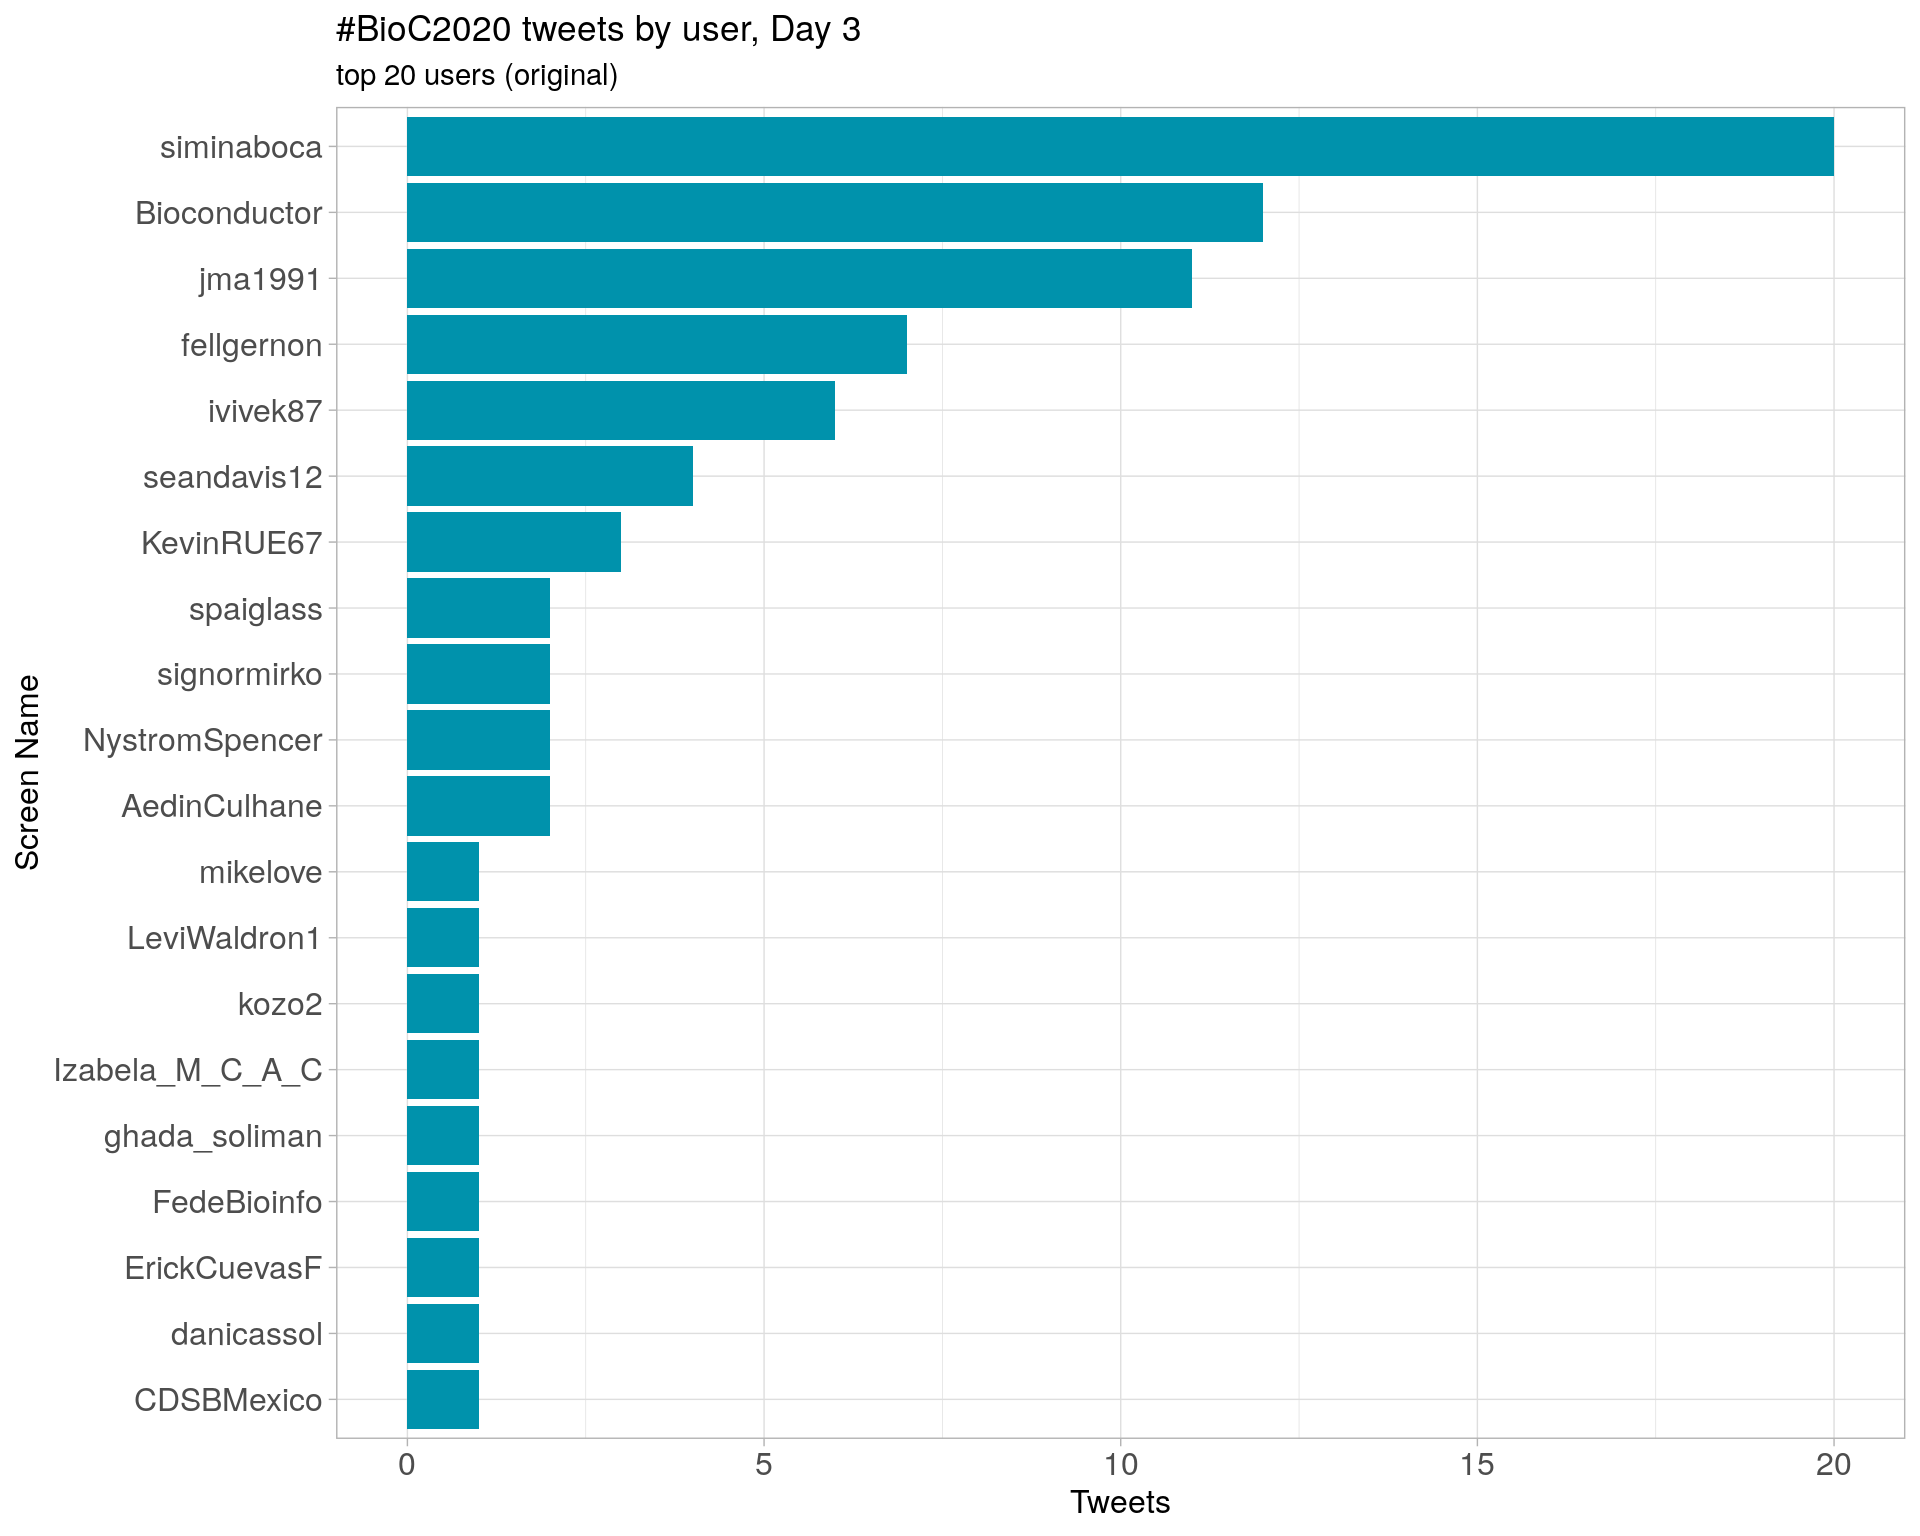 #BioC2020 tweets by user, Day 3
top 20 users (original)
siminaboca
Bioconductor
jma1991
fellgernon
ivivek87
seandavis12
KevinRUE67
spaiglass
signormirko
NystromSpencer
AedinCulhane
mikelove
LeviWaldron1
kozo2
Izabela_M_C_A_C
ghada_soliman
FedeBioinfo
ErickCuevasF
danicassol
CDSBMexico
Screen Name
0 5 10 15 20
Tweets